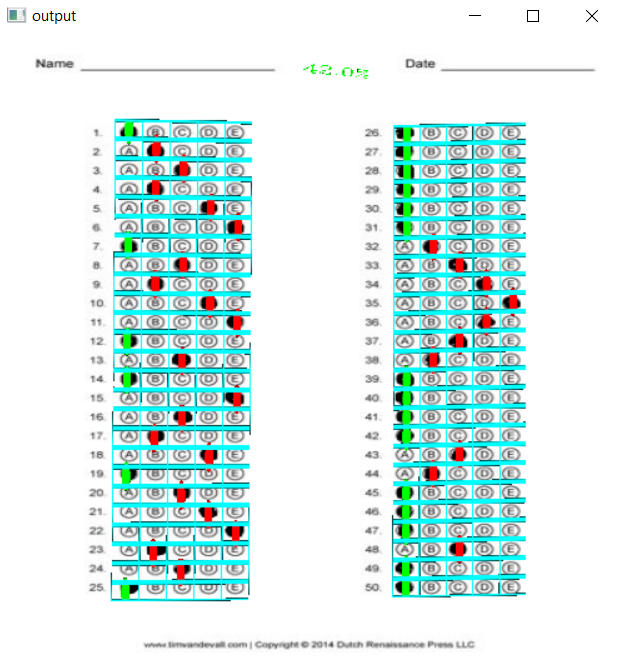 output
Name
42.0%
Date
1. B C D E
2. A C D E
3. A B D E
4. A C D E
5. A B C E
6. A B C D
7. B C D E
8. A B D E
9. A C D E
10. A B C E
11. A B C D
12. B C D E
13. A B D E
14. B C D E
15. A B C D
16. A B D E
17. A C D E
18. A B C E
19. B C D E
20. A B D E
21. A B C E
22. A B C D
23. A C D E
24. A B D E
25. B C D E
26. B C D E
27. B C D E
28. B C D E
29. B C D E
30. B C D E
31. B C D E
32. A C D E
33. A B D E
34. A B C E
35. A B C D
36. A B C E
37. A B D E
38. A C D E
39. B C D E
40. B C D E
41. B C D E
42. B C D E
43. A B D E
44. A C D E
45. B C D E
46. B C D E
47. B C D E
48. A B D E
49. B C D E
50. B C D E
www.timvandevall.com | Copyright © 2014 Dutch Renaissance Press LLC